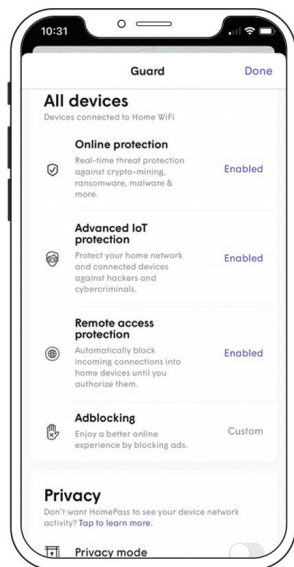 10:31
Guard
Done
All devices
Devices connected to Home WiFi
Online protection
Real-time threat protection
against crypto-mining,
ransomware, malware &
more.
Enabled
Advanced IoT
protection
Protect your home network
and connected devices
against hackers and
cybercriminals.
Enabled
Remote access
protection
Automatically block
incoming connections into
home devices until you
authorize them.
Enabled
Adblocking
Enjoy a better online
experience by blocking ads.
Custom
Privacy
Don't want HomePass to see your device network
activity? Tap to learn more.
Privacy mode